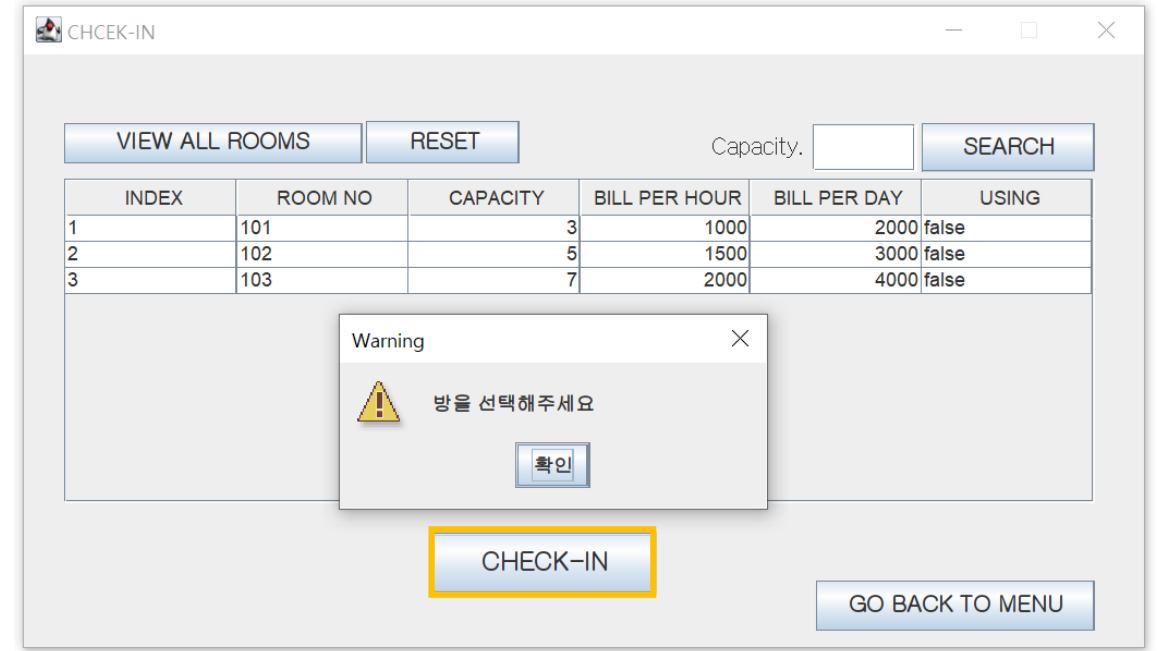 CHCEK-IN
VIEW ALL ROOMS RESET Capacity. SEARCH
INDEX ROOM NO CAPACITY BILL PER HOUR BILL PER DAY USING
1 101 3 1000 2000 false
2 102 5 1500 3000 false
3 103 7 2000 4000 false
Warning
방을 선택해주세요
확인
CHECK-IN
GO BACK TO MENU